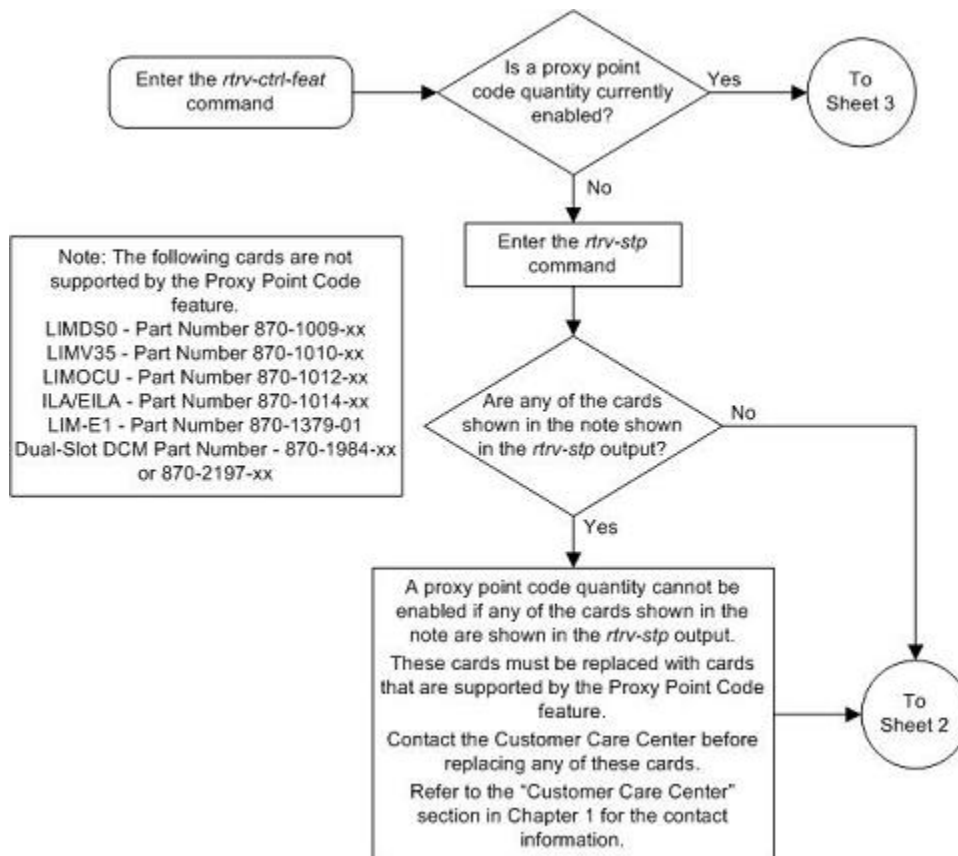 Enter the rtrv-ctrl-feat
command
Is a proxy point
code quantity currently
enabled?
Yes
To
Sheet 3
No
Enter the rtrv-stp
command
Note: The following cards are not
supported by the Proxy Point Code
feature.
LIMDS0 - Part Number 870-1009-xx
LIMV35 - Part Number 870-1010-xx
LIMOCU - Part Number 870-1012-xx
ILA/EILA - Part Number 870-1014-xx
LIM-E1 - Part Number 870-1379-01
Dual-Slot DCM Part Number - 870-1984-xx
or 870-2197-xx
Are any of the cards
shown in the note shown
in the rtrv-stp output?
No
Yes
A proxy point code quantity cannot be
enabled if any of the cards shown in the
note are shown in the rtrv-stp output.
These cards must be replaced with cards
that are supported by the Proxy Point Code
feature.
Contact the Customer Care Center before
replacing any of these cards.
Refer to the “Customer Care Center”
section in Chapter 1 for the contact
information.
To
Sheet 2